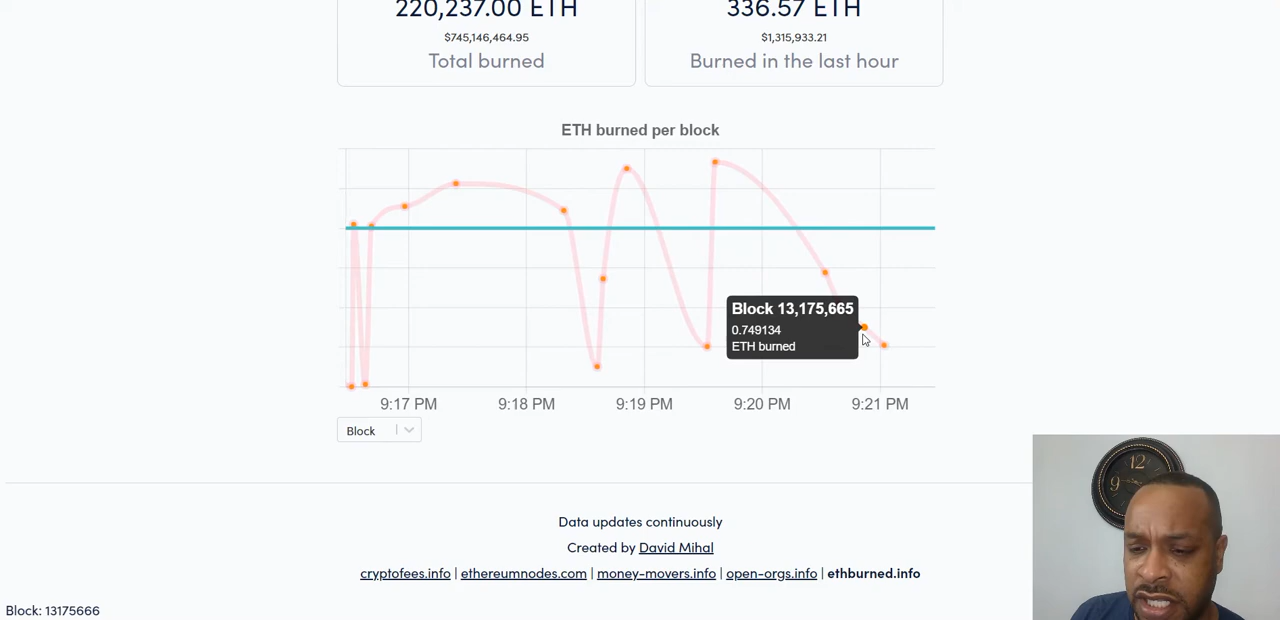 220,237.00 ETH
$745,146,464.95
Total burned
336.57 ETH
$1,315,933.21
Burned in the last hour
ETH burned per block
Block 13,175,665
0.749134
ETH burned
9:17 PM
9:18 PM
9:19 PM
9:20 PM
9:21 PM
Block
Data updates continuously
Created by David Mihal
cryptofees.info | ethereumnodes.com | money-movers.info | open-orgs.info | ethburned.info
Block: 13175666
12
9